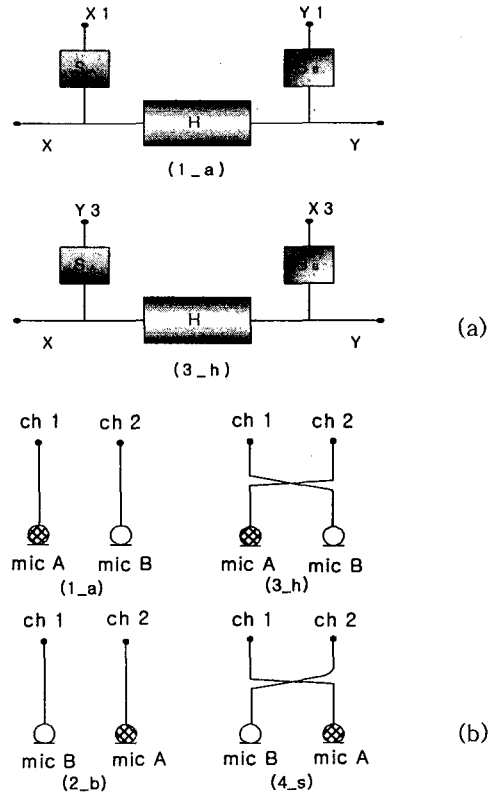 X 1 Y 1
H
X Y
(1_a)
Y 3 X 3
H
X Y
(3_h)
(a)
ch 1 ch 2 ch 1 ch 2
mic A mic B mic A mic B
(1_a) (3_h)
ch 1 ch 2 ch 1 ch 2
mic B mic A mic B mic A
(2_b) (4_s)
(b)